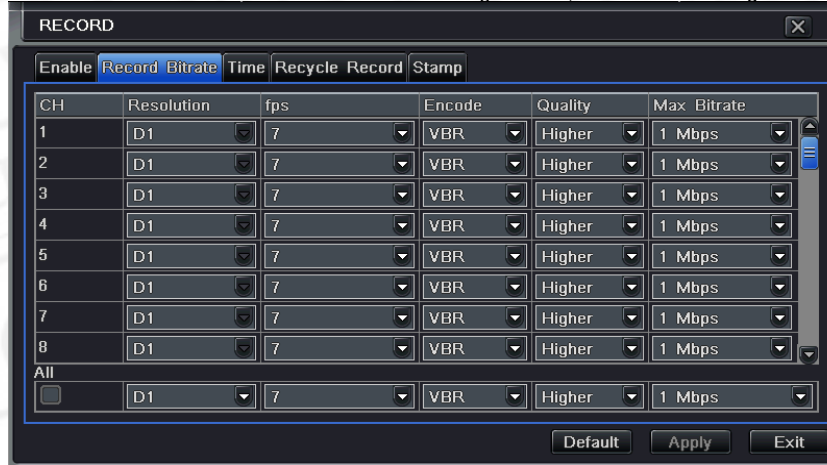 RECORD
Enable Record Bitrate Time Recycle Record Stamp
CH Resolution fps Encode Quality Max Bitrate
1 D1 7 VBR Higher 1 Mbps
2 D1 7 VBR Higher 1 Mbps
3 D1 7 VBR Higher 1 Mbps
4 D1 7 VBR Higher 1 Mbps
5 D1 7 VBR Higher 1 Mbps
6 D1 7 VBR Higher 1 Mbps
7 D1 7 VBR Higher 1 Mbps
8 D1 7 VBR Higher 1 Mbps
All
D1 7 VBR Higher 1 Mbps
Default Apply Exit